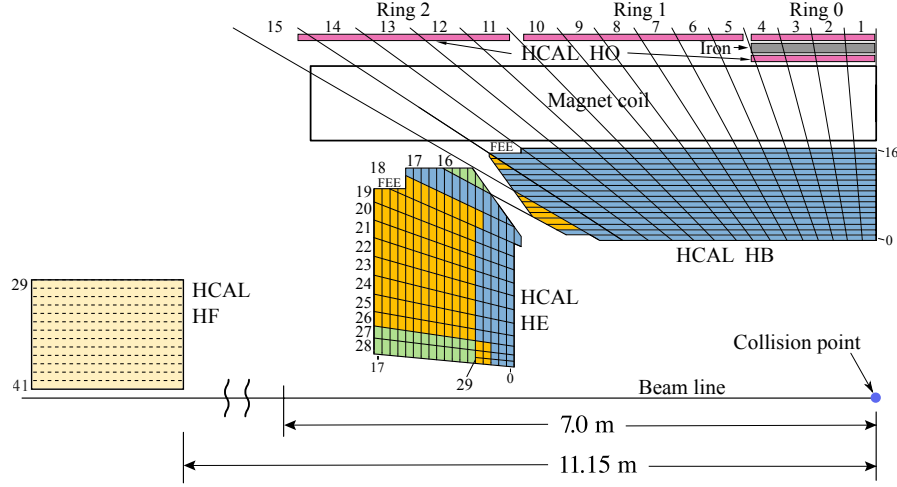 Ring 2 Ring 1 Ring 0
15 14 13 12 11 10 9 8 7 6 5 4 3 2 1
HCAL HO
Iron
Magnet coil
FEE
16
0
HCAL HB
18 17 16
FEE
19
20
21
22
23
24
25
26
27
28
17
29
0
HCAL
HE
29
HCAL
HF
41
Collision point
Beam line
7.0 m
11.15 m